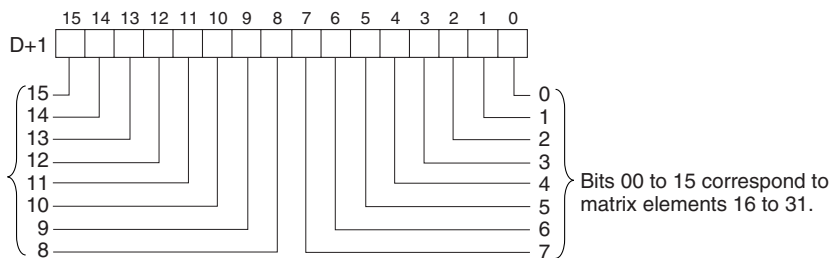 15 14 13 12 11 10 9 8 7 6 5 4 3 2 1 0
D+1
15 0
14 1
13 2
12 3
11 4
10 5
9 6
8 7
Bits 00 to 15 correspond to
matrix elements 16 to 31.